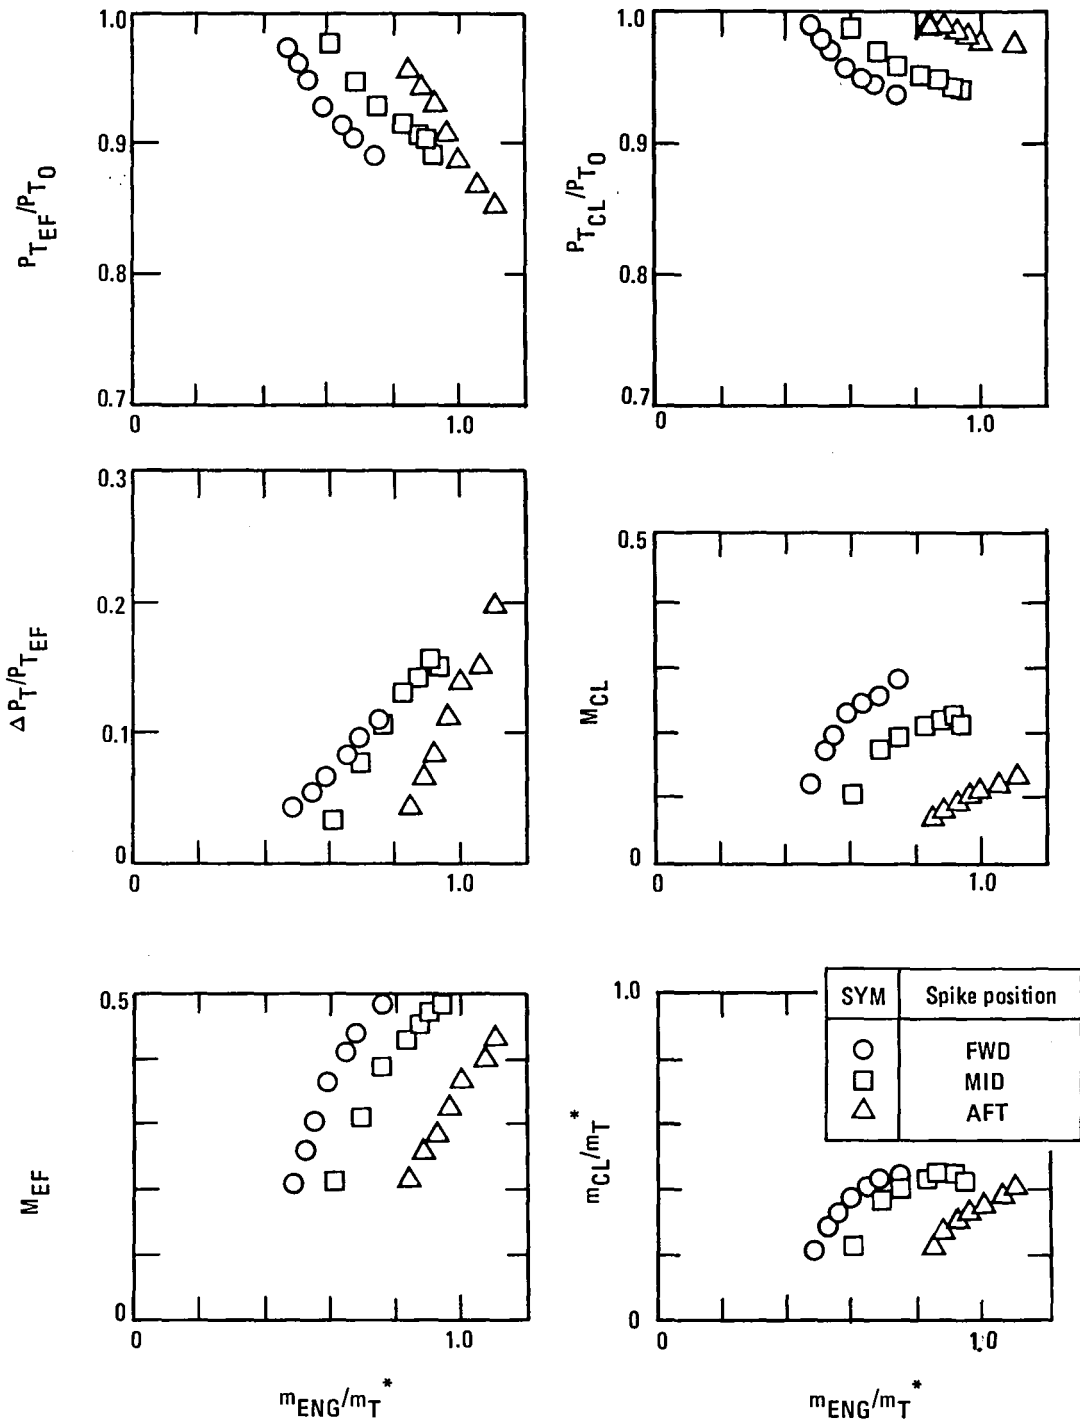 1.0
0.9
0.8
0.7
0
1.0
P_TEF/P_T0
1.0
0.9
0.8
0.7
0
1.0
P_TCL/P_T0
0.3
0.2
0.1
0
0
1.0
ΔP_T/P_TEF
0.5
0
0
1.0
M_CL
0.5
0
0
1.0
M_EF
m_ENG/m_T*
1.0
0
0
1.0
m_CL/m_T*
m_ENG/m_T*
SYM Spike position
FWD
MID
AFT